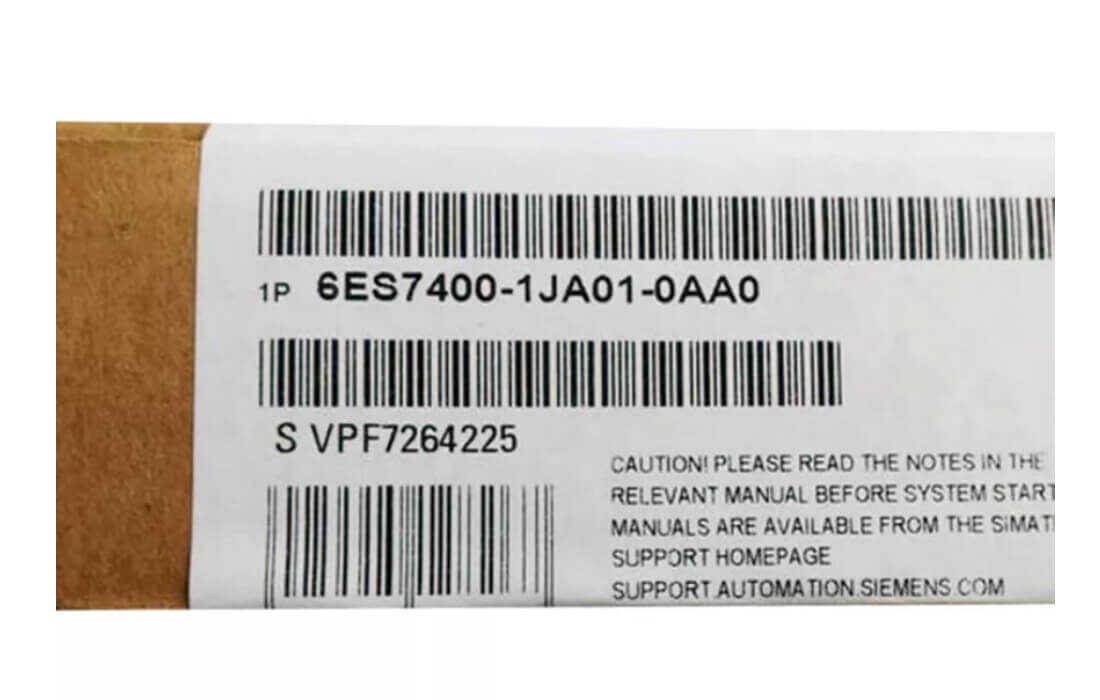 1P 6ES7400-1JA01-0AA0
S VPF7264225
CAUTION! PLEASE READ THE NOTES IN THE
RELEVANT MANUAL BEFORE SYSTEM START
MANUALS ARE AVAILABLE FROM THE SIMATI
SUPPORT HOMEPAGE
SUPPORT.AUTOMATION.SIEMENS.COM